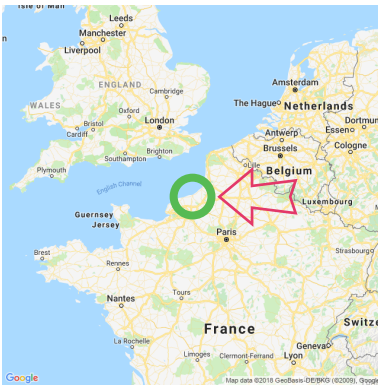 Isle of Man
Leeds
Manchester
Liverpool
ENGLAND
Cambridge
WALES
Oxford
London
Bristol
Cardiff
Southampton
Brighton
Plymouth
English Channel
Guernsey
Jersey
Amsterdam
The Hague
Netherlands
Antwerp
Essen
Dortmun
Brussels
Cologne
Lille
Belgium
Luxembourg
Paris
Strasbourg
Brest
Rennes
Nantes
Tours
France
Switze
La Rochelle
Limoges
Clermont-Ferrand
Lyon
Geneva
Google
Map data ©2018 GeoBasis-DE/BKG (©2009), Google